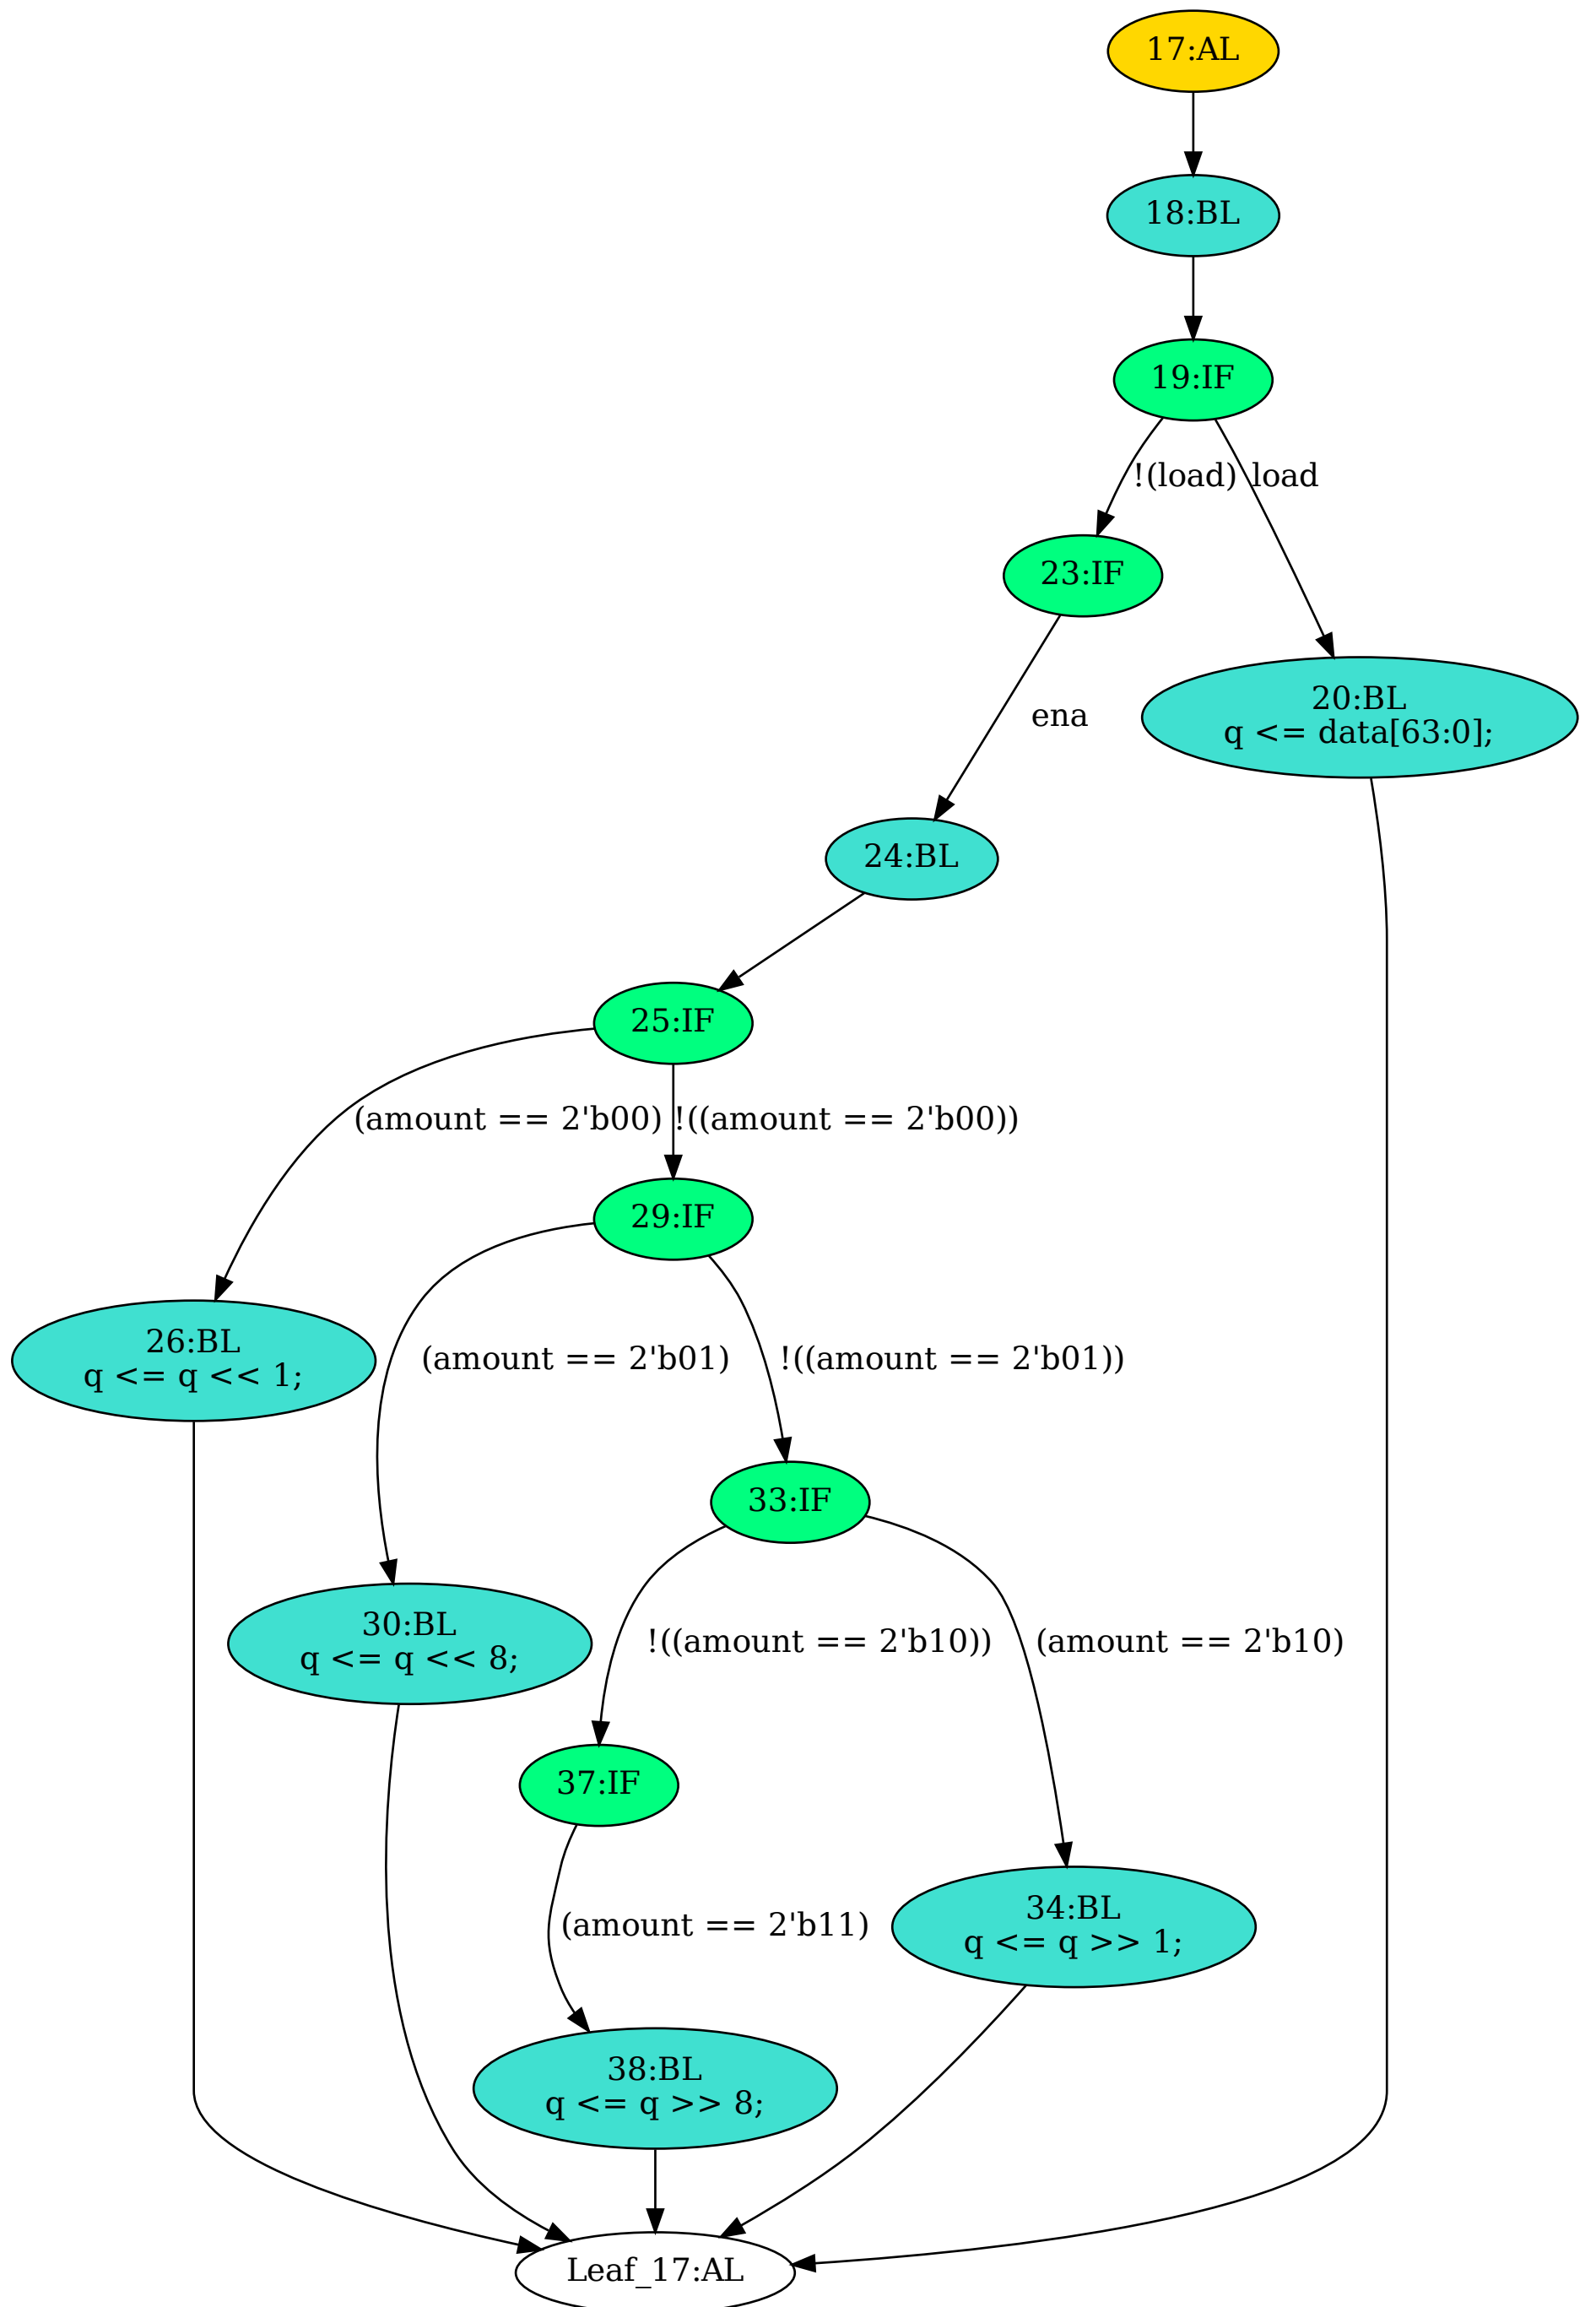 17:AL
18:BL
19:IF
!(load)
load
23:IF
20:BL
q <= data[63:0];
ena
24:BL
25:IF
(amount == 2'b00)
!((amount == 2'b00))
29:IF
26:BL
q <= q << 1;
(amount == 2'b01)
!((amount == 2'b01))
33:IF
30:BL
q <= q << 8;
!((amount == 2'b10))
(amount == 2'b10)
37:IF
34:BL
q <= q >> 1;
(amount == 2'b11)
38:BL
q <= q >> 8;
Leaf_17:AL